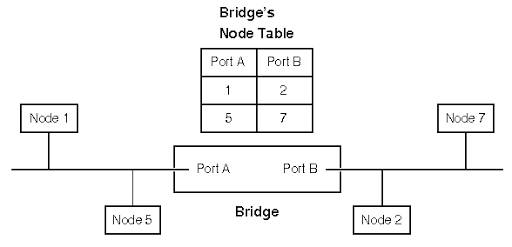 Bridge's
Node Table
Port A Port B
1 2
5 7
Node 1
Node 7
Port A Port B
Node 5
Bridge
Node 2